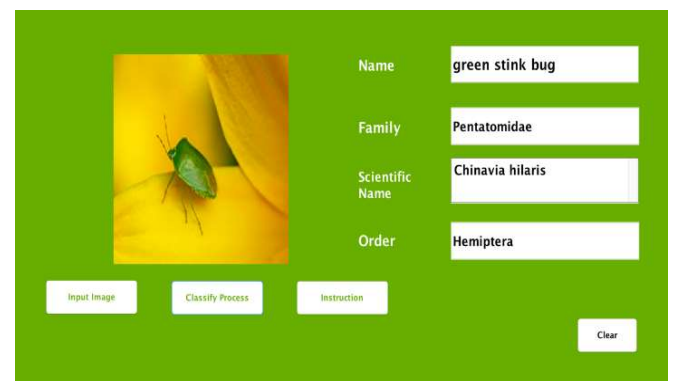 Name
green stink bug
Family
Pentatomidae
Scientific
Name
Chinavia hilaris
Order
Hemiptera
Input Image
Classify Process
Instruction
Clear